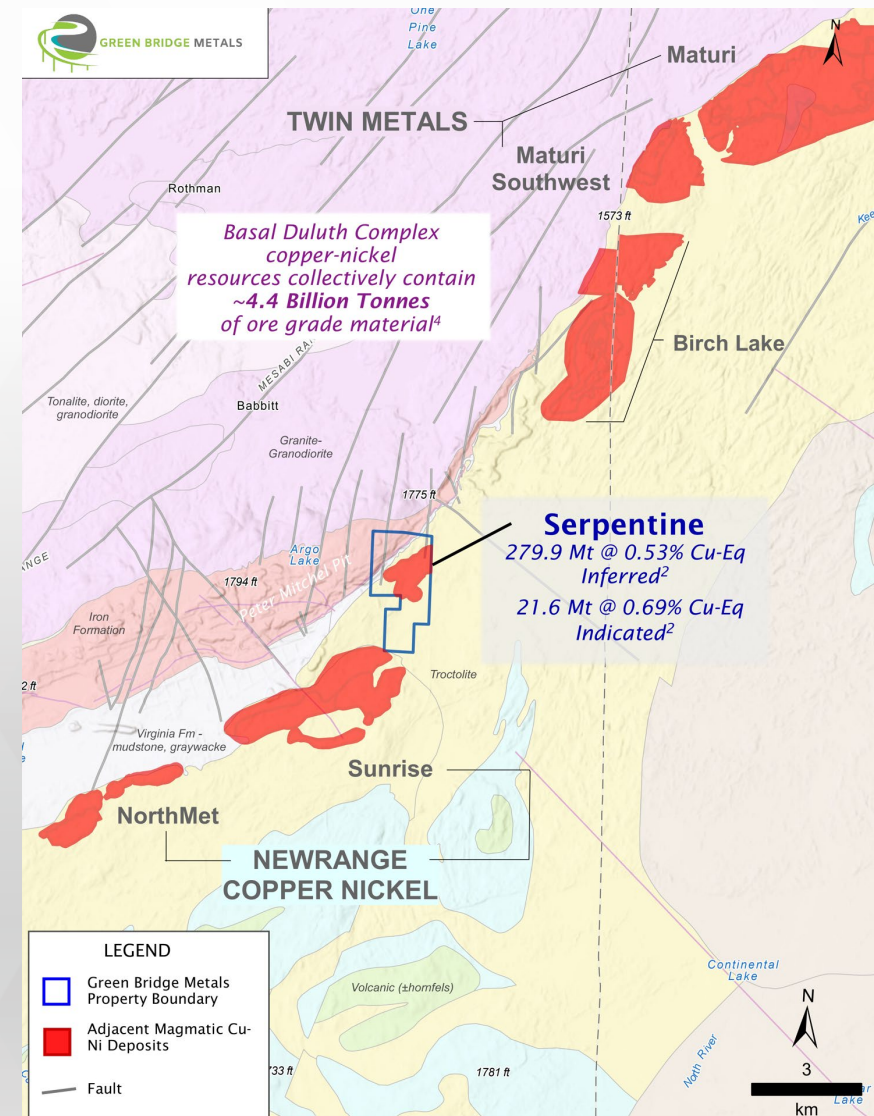 GREEN BRIDGE METALS
One
Pine
Lake
N
Maturi
TWIN METALS
Maturi
Southwest
Rothman
1573 ft
Basal Duluth Complex
copper-nickel
resources collectively contain
~4.4 Billion Tonnes
of ore grade material⁴
Birch Lake
Tonalite, diorite,
granodiorite
Babbitt
Granite-
Granodiorite
1775 ft
Serpentine
279.9 Mt @ 0.53% Cu-Eq
Inferred²
21.6 Mt @ 0.69% Cu-Eq
Indicated²
Argo
Lake
1794 ft
Peter Mitchel Pit
Iron
Formation
Troctolite
Virginia Fm -
mudstone, graywacke
Sunrise
NorthMet
NEWRANGE
COPPER NICKEL
LEGEND
Green Bridge Metals
Property Boundary
Adjacent Magmatic Cu-
Ni Deposits
Fault
Volcanic (±hornfels)
1781 ft
Continental
Lake
North River
N
3
km
Lake